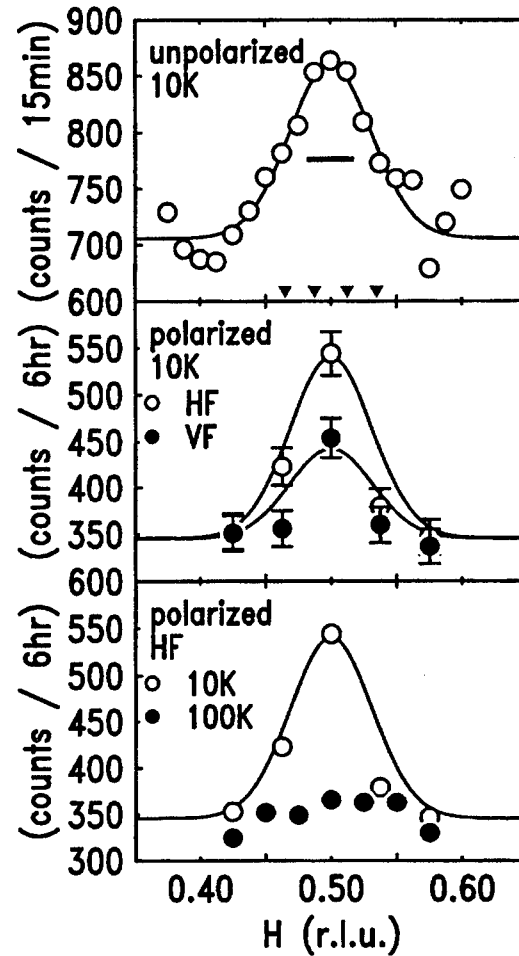 (counts / 15min)
900
850
800
750
700
600
unpolarized
10K
(counts / 6hr)
550
500
450
400
350
600
polarized
10K
HF
VF
(counts / 6hr)
550
500
450
400
350
300
polarized
HF
10K
100K
0.40 0.50 0.60
H (r.l.u.)